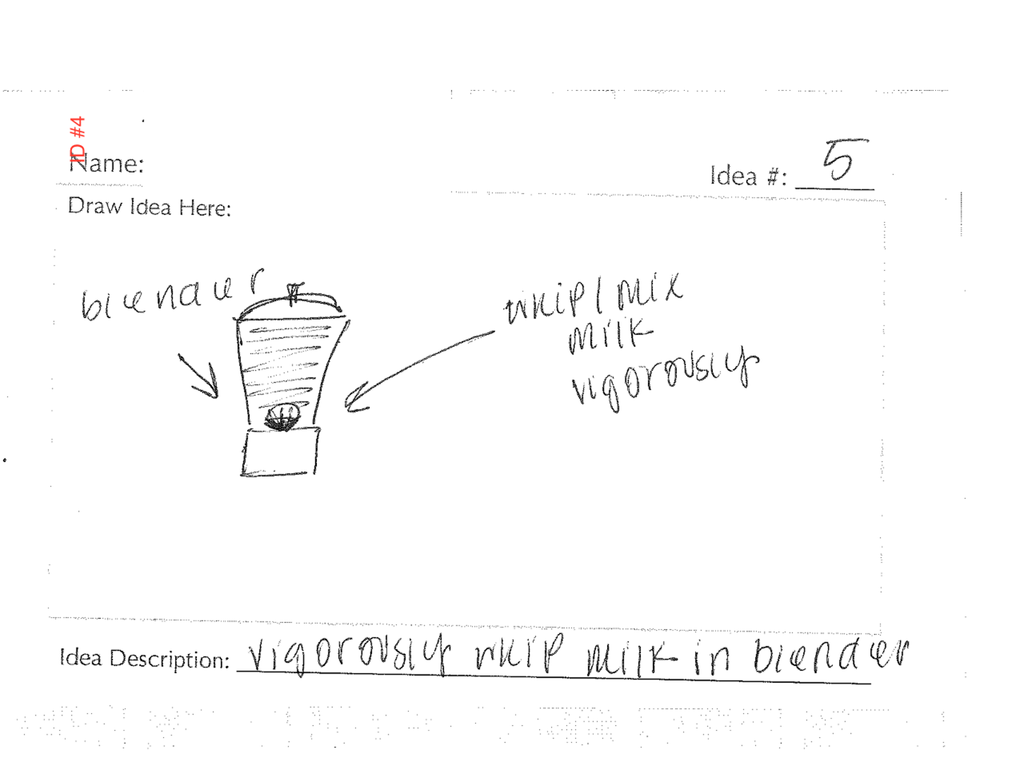 ID #4
Name:
Idea #: 5
Draw Idea Here:
blender
whip/mix
milk
vigorously
Idea Description: vigorously whip milk in blender